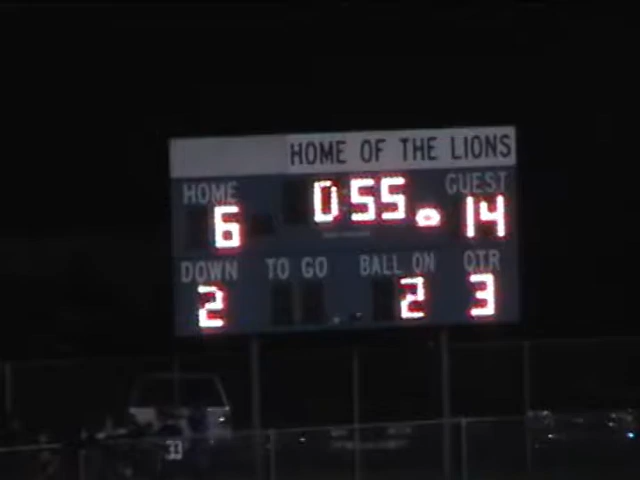 HOME OF THE LIONS
HOME 0 55 GUEST
6 14
DOWN TO GO BALL ON QTR
2 2 3
33